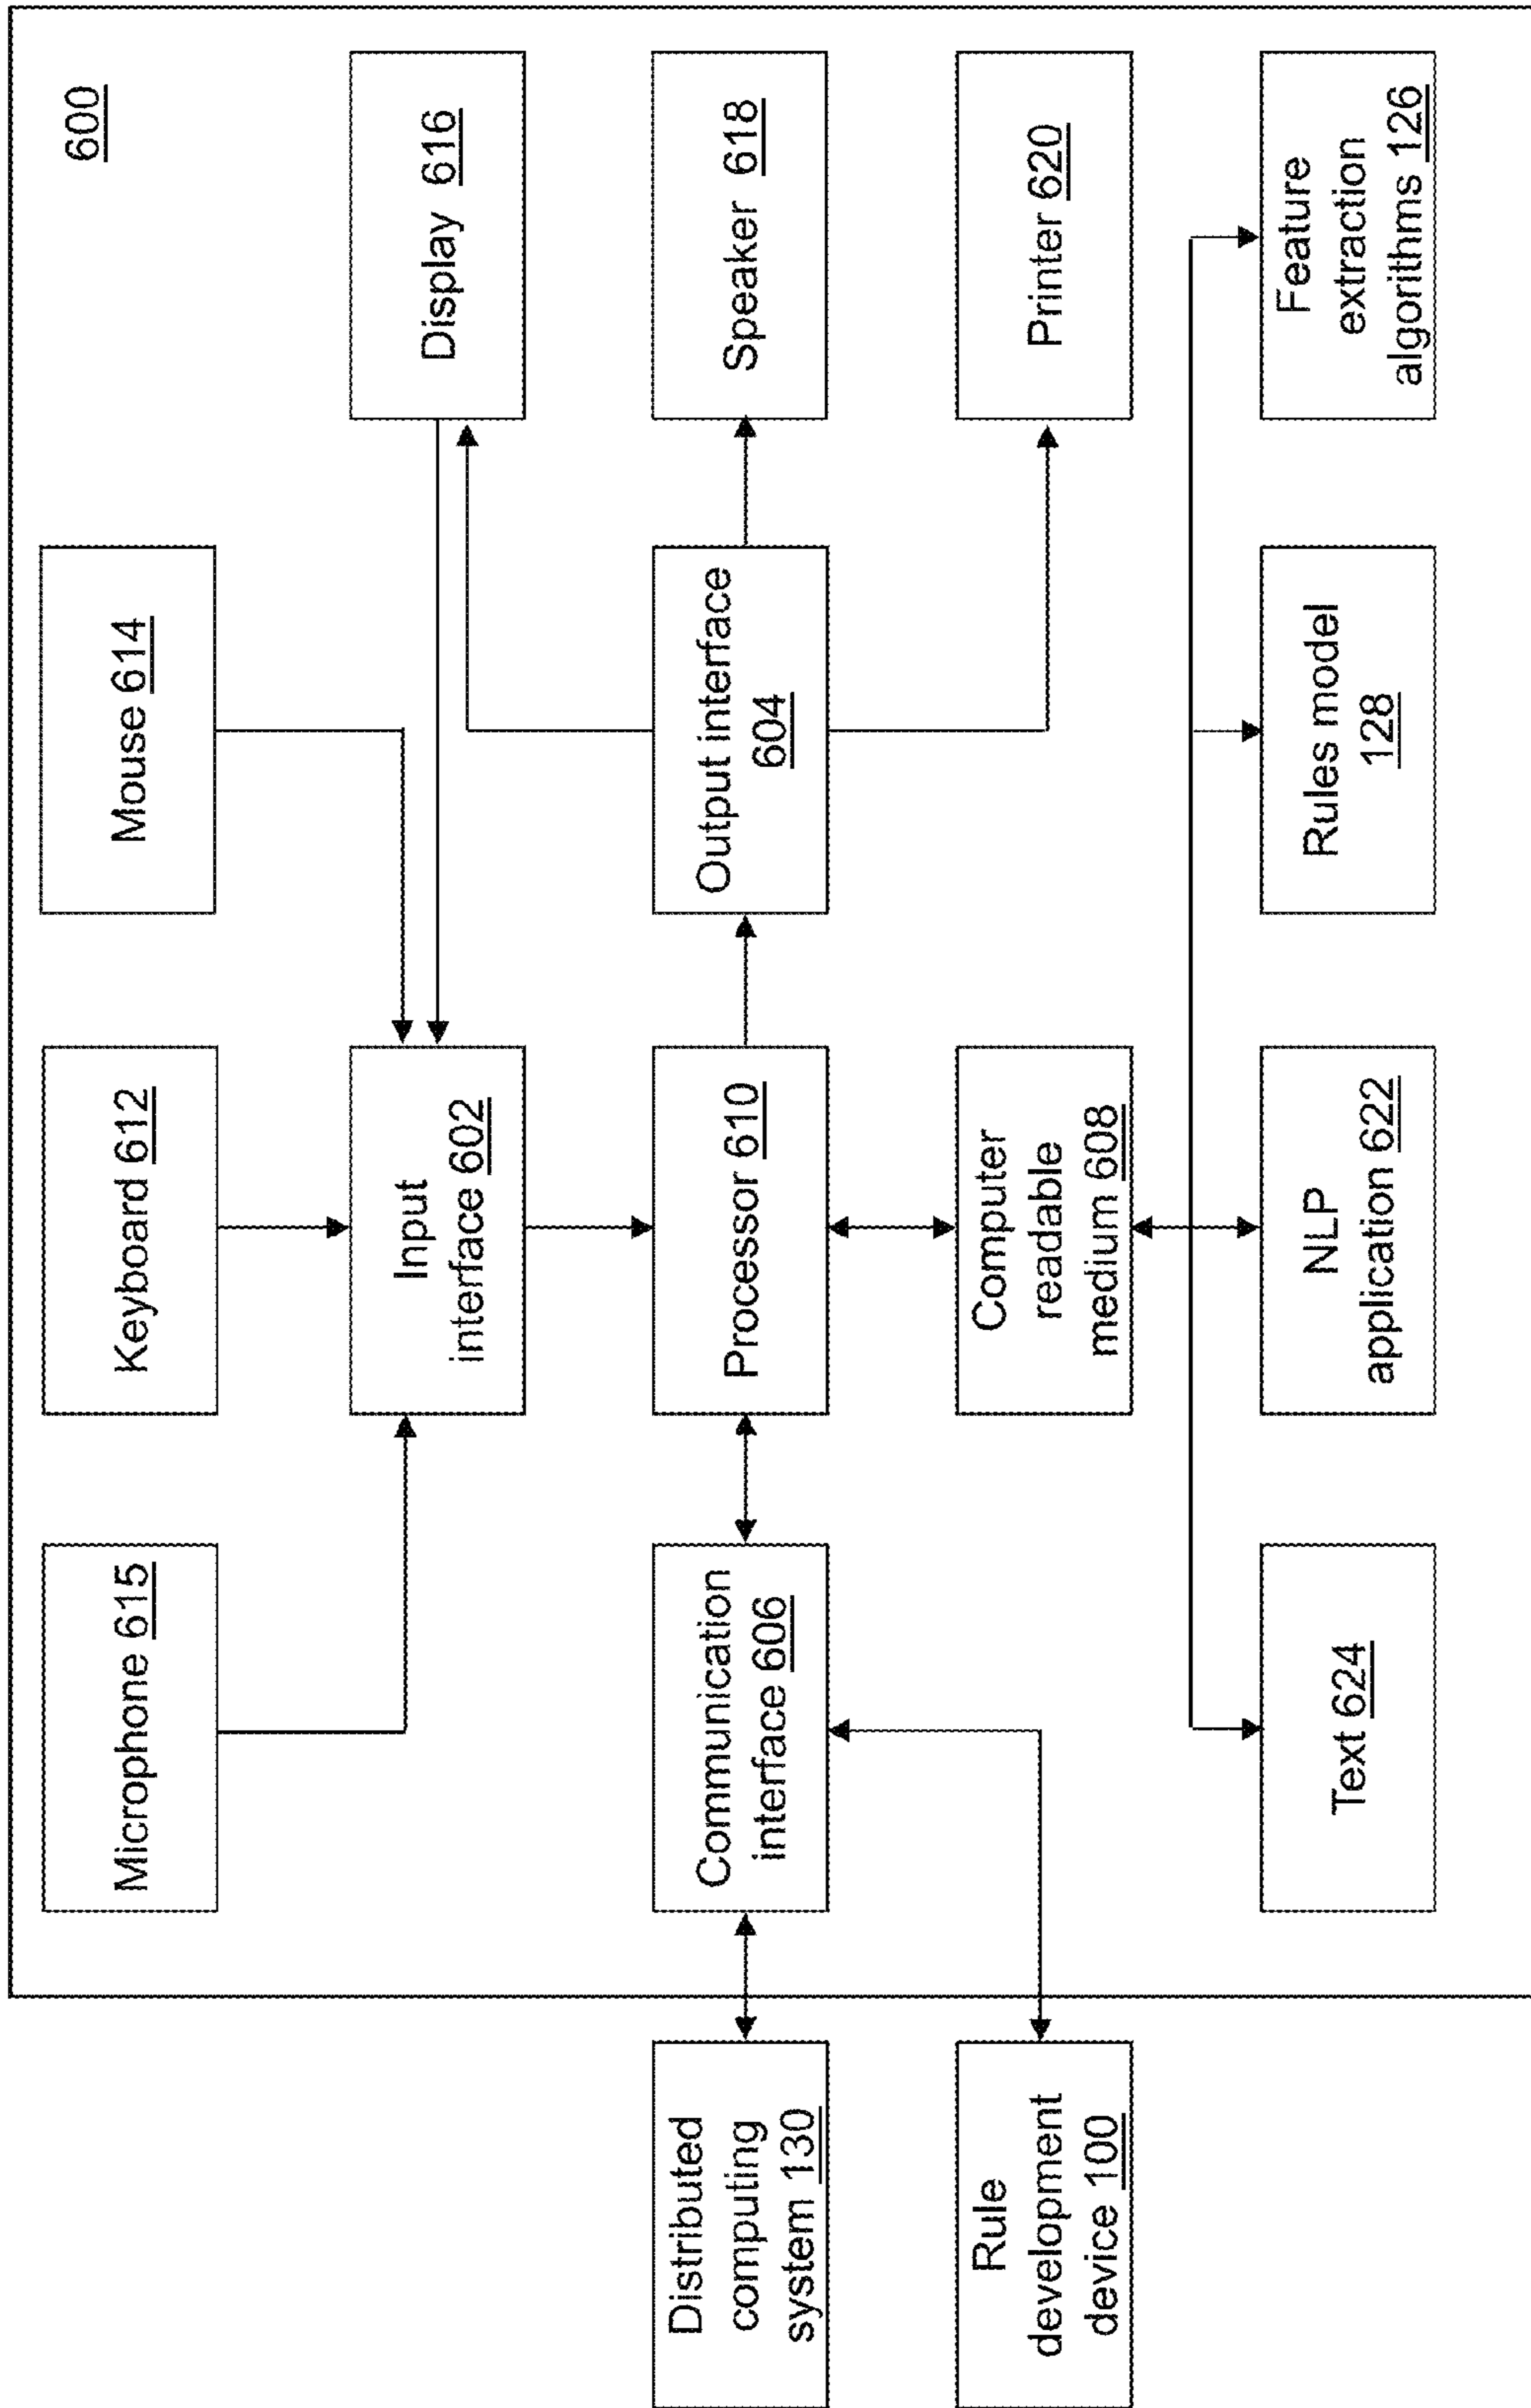 600
Microphone 615
Keyboard 612
Mouse 614
Input
interface 602
Display 616
Distributed
computing
system 130
Communication
interface 606
Processor 610
Output interface
604
Speaker 618
Rule
development
device 100
Computer
readable
medium 608
Printer 620
Text 624
NLP
application 622
Rules model
128
Feature
extraction
algorithms 126